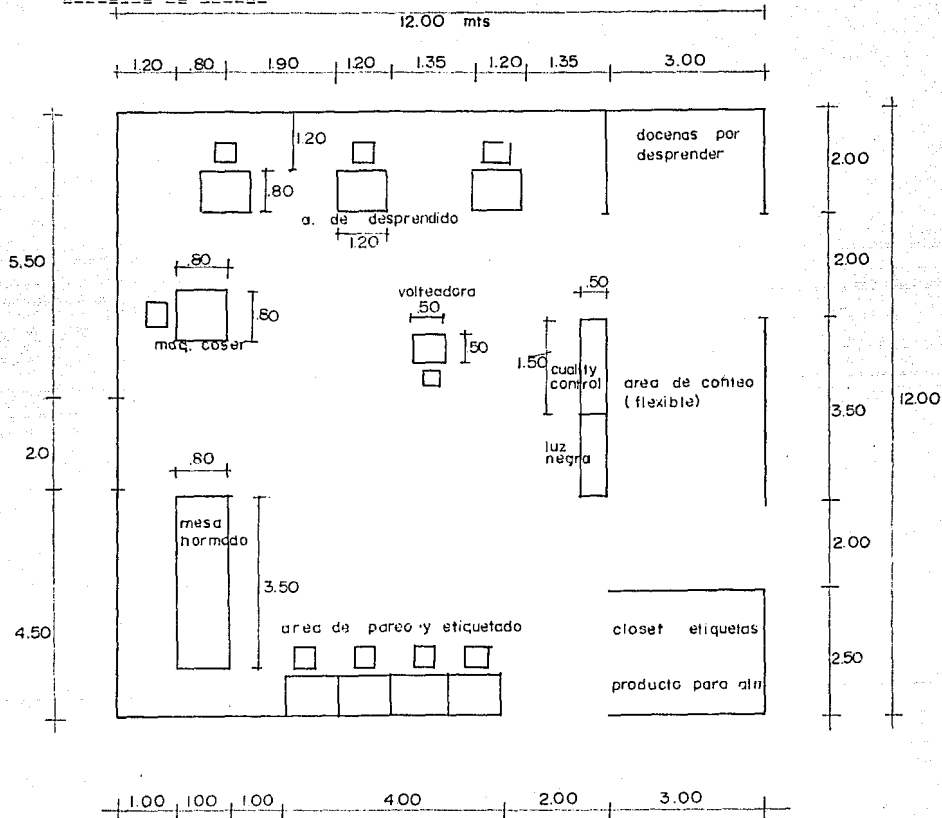 12.00 mts
1.20 .80 1.90 1.20 1.35 1.20 1.35 3.00
1.20
docenas por
desprender
2.00
.80
a. de desprendido
1.20
5.50
.80
2.00
volteadora
.50
.50
.80
maq. coser
.50
1.50
cuality
control
area de conteo
(flexible)
3.50
12.00
2.0
luz
negra
.80
mesa
hormado
3.50
2.00
4.50
area de pareo y etiquetado
closet etiquetas
2.50
producto para alm
1.00 1.00 1.00 4.00 2.00 3.00